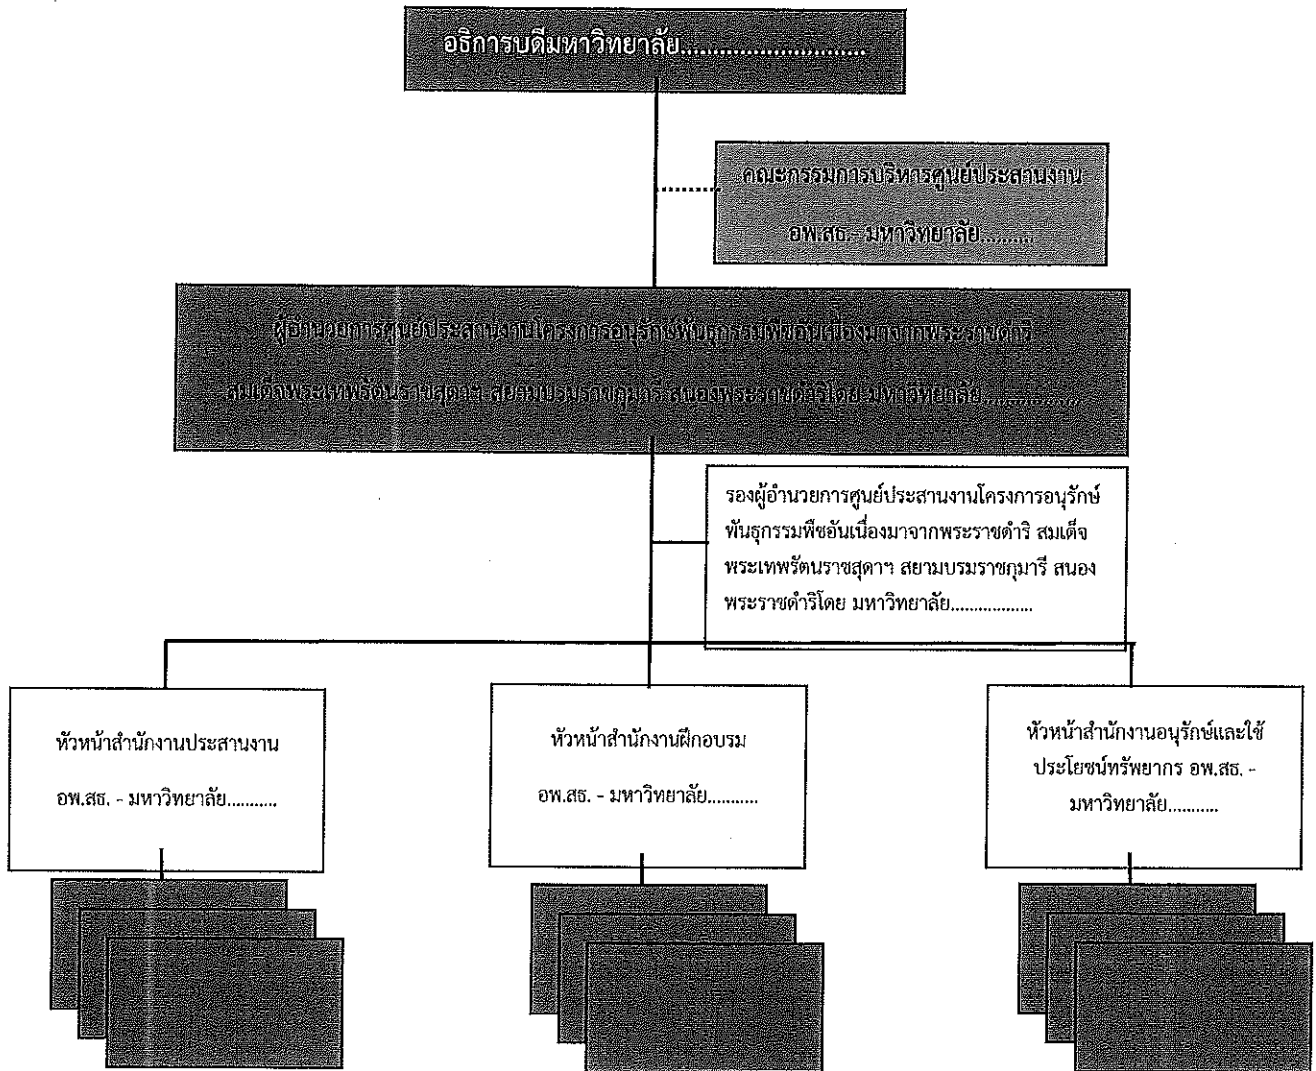 อธิการบดีมหาวิทยาลัย............................
คณะกรรมการบริหารศูนย์ประสานงาน
อพ.สธ.- มหาวิทยาลัย..........
ผู้อำนวยการศูนย์ประสานงานโครงการอนุรักษ์พันธุกรรมพืชอันเนื่องมาจากพระราชดำริ
สมเด็จพระเทพรัตนราชสุดาฯ สยามบรมราชกุมารี สนองพระราชดำริโดย มหาวิทยาลัย..................
รองผู้อำนวยการศูนย์ประสานงานโครงการอนุรักษ์
พันธุกรรมพืชอันเนื่องมาจากพระราชดำริ สมเด็จ
พระเทพรัตนราชสุดาฯ สยามบรมราชกุมารี สนอง
พระราชดำริโดย มหาวิทยาลัย..................
หัวหน้าสำนักงานประสานงาน
อพ.สธ. - มหาวิทยาลัย...........
หัวหน้าสำนักงานฝึกอบรม
อพ.สธ. - มหาวิทยาลัย...........
หัวหน้าสำนักงานอนุรักษ์และใช้
ประโยชน์ทรัพยากร อพ.สธ. -
มหาวิทยาลัย...........